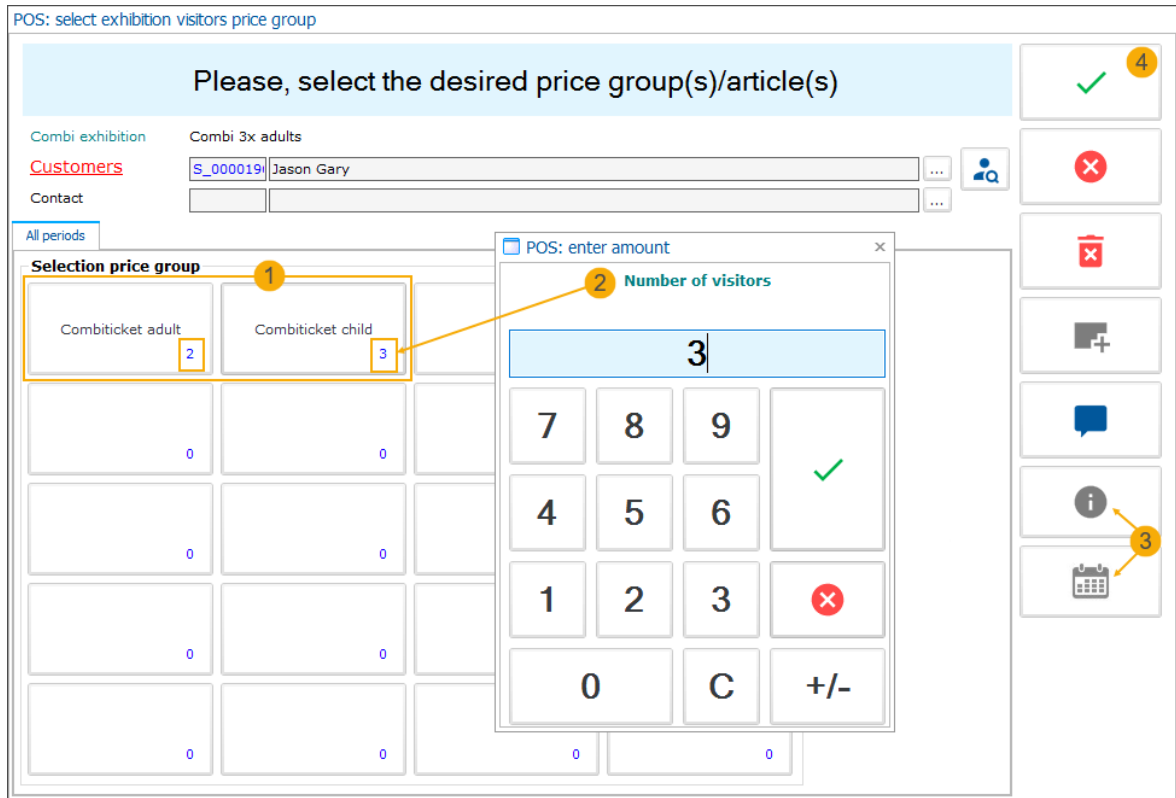 POS: select exhibition visitors price group
Please, select the desired price group(s)/article(s)
4
Combi exhibition Combi 3x adults
Customers S_000019 Jason Gary ...
Contact ...
All periods
Selection price group
1
Combiticket adult
2
Combiticket child
3
0 0
0 0
0 0
0 0 0 0
POS: enter amount
2 Number of visitors
3
7 8 9
4 5 6
1 2 3
0 C +/-
i
3